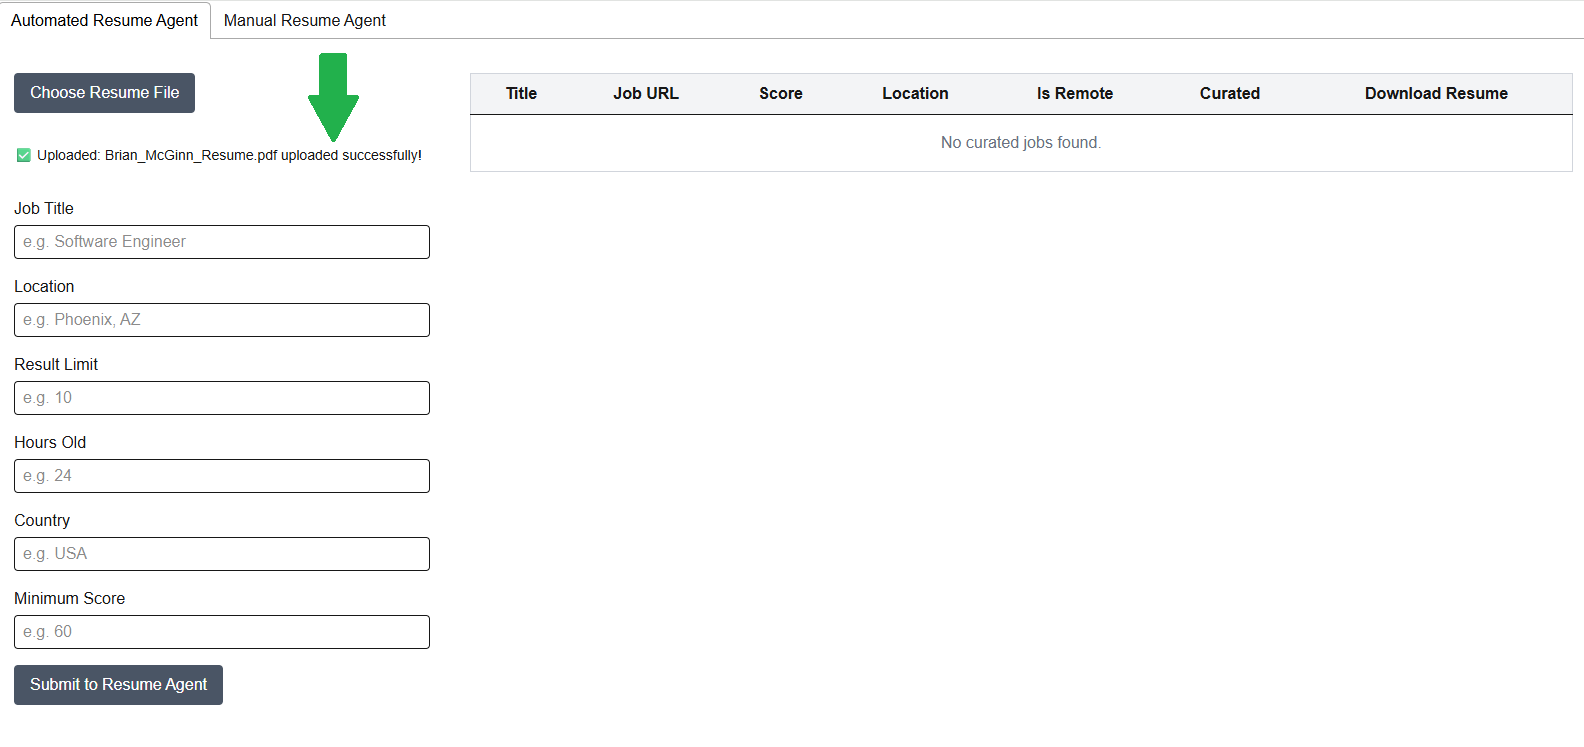 Automated Resume Agent
Manual Resume Agent
Choose Resume File
✅ Uploaded: Brian_McGinn_Resume.pdf uploaded successfully!
Job Title
e.g. Software Engineer
Location
e.g. Phoenix, AZ
Result Limit
e.g. 10
Hours Old
e.g. 24
Country
e.g. USA
Minimum Score
e.g. 60
Submit to Resume Agent
Title Job URL Score Location Is Remote Curated Download Resume
No curated jobs found.